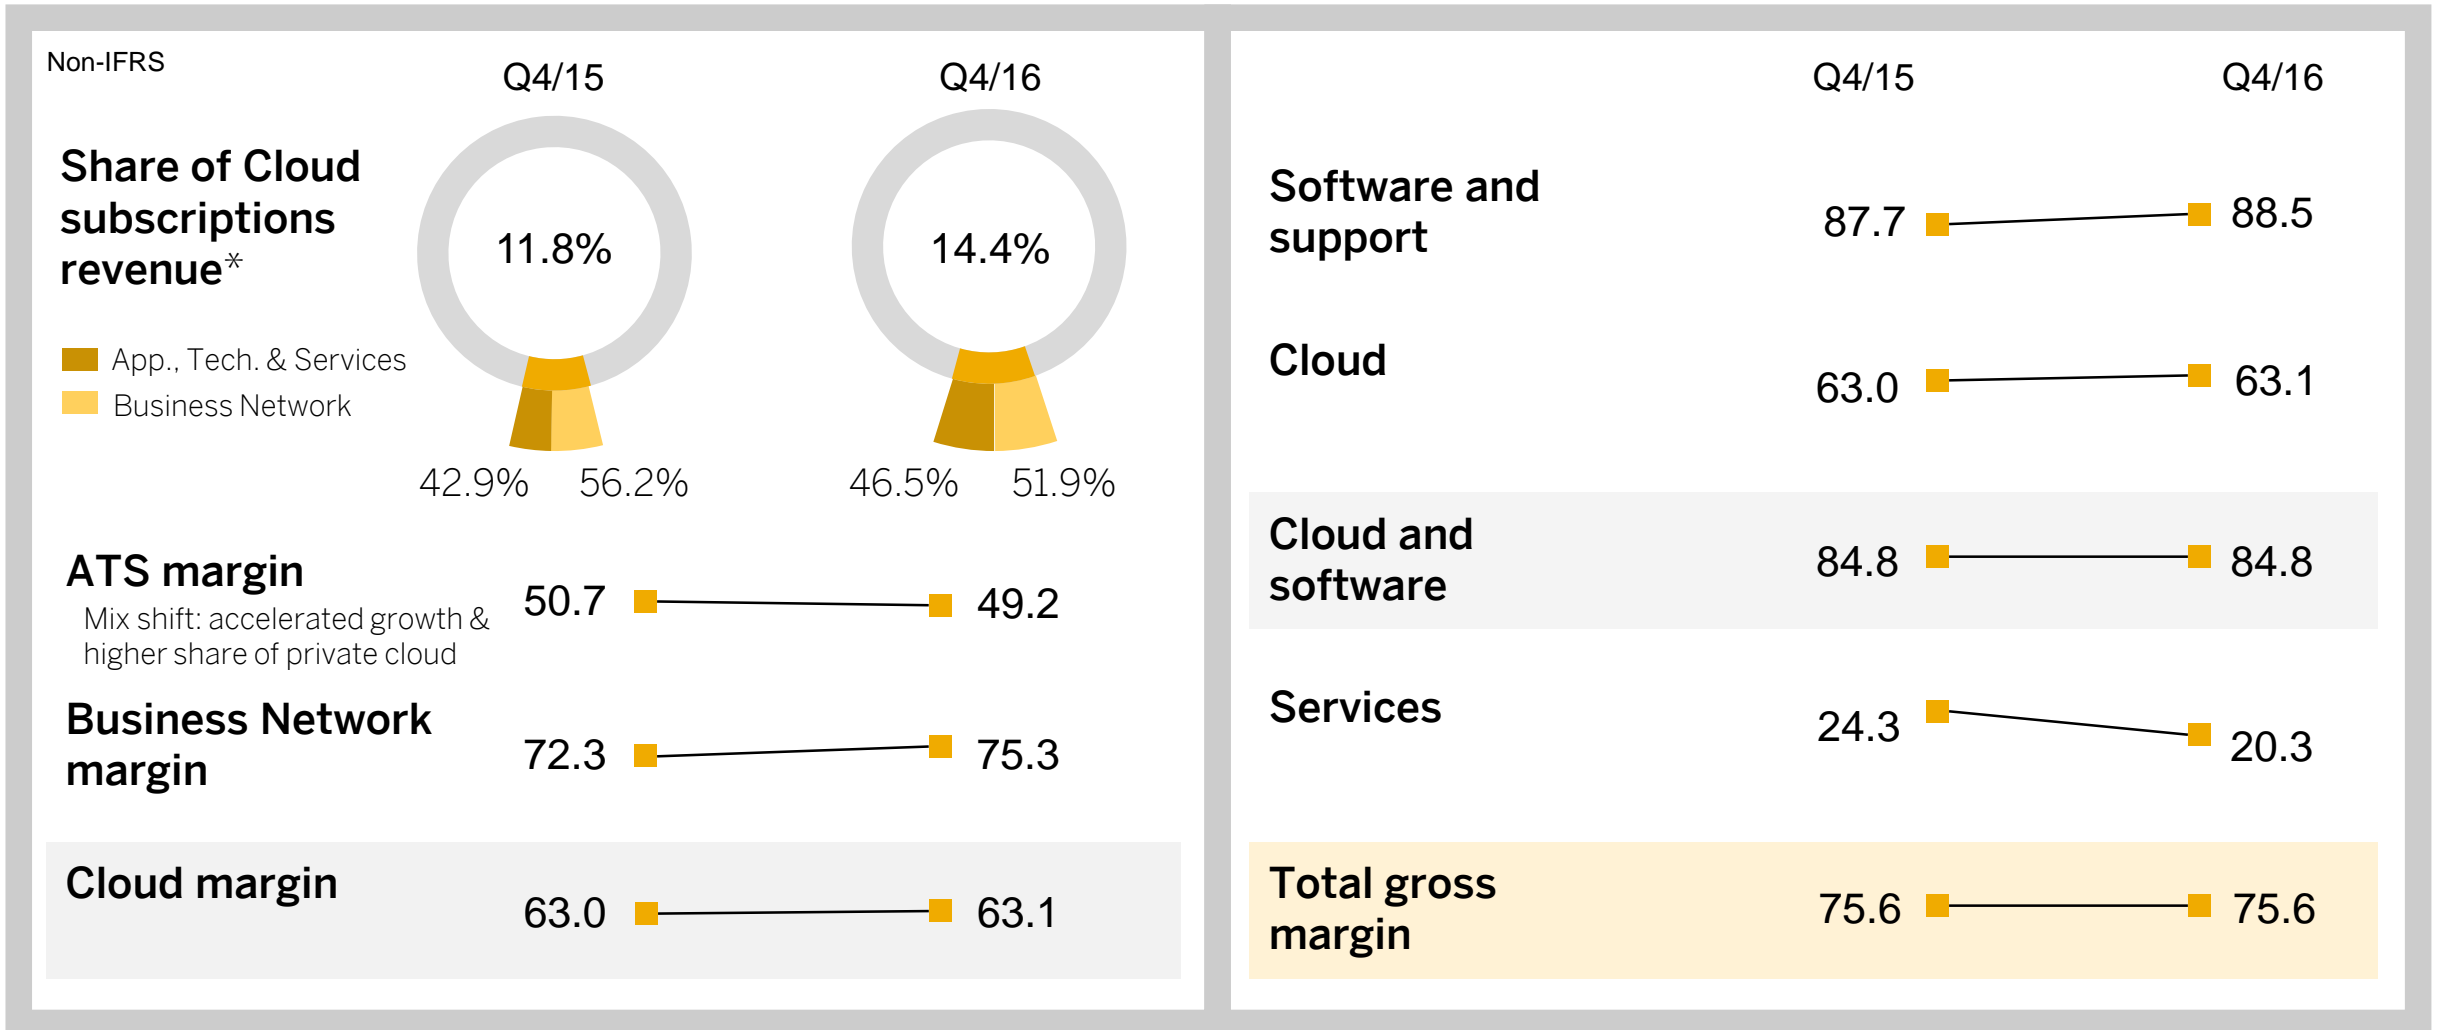 Non-IFRS
Q4/15
Q4/16
Share of Cloud
subscriptions
revenue*
11.8%
14.4%
App., Tech. & Services
Business Network
42.9%
56.2%
46.5%
51.9%
ATS margin
Mix shift: accelerated growth &
higher share of private cloud
50.7
49.2
Business Network
margin
72.3
75.3
Cloud margin
63.0
63.1
Q4/15
Q4/16
Software and
support
87.7
88.5
Cloud
63.0
63.1
Cloud and
software
84.8
84.8
Services
24.3
20.3
Total gross
margin
75.6
75.6